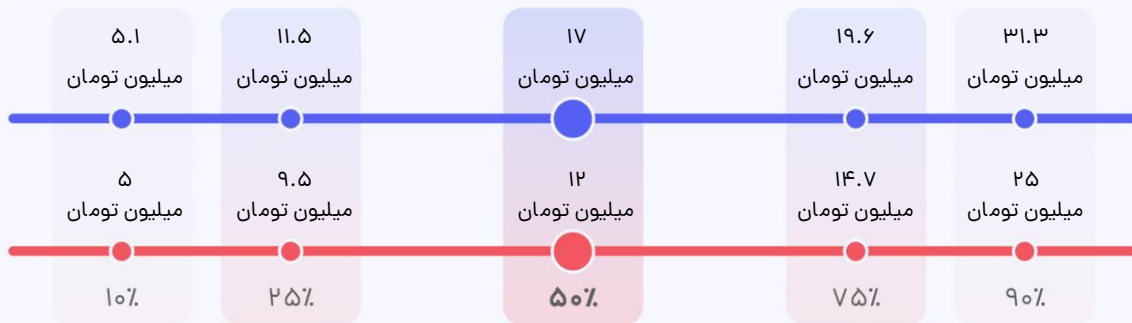 ۵.۱
میلیون تومان
۱۱.۵
میلیون تومان
۱۷
میلیون تومان
۱۹.۶
میلیون تومان
۳۱.۳
میلیون تومان
۵
میلیون تومان
۹.۵
میلیون تومان
۱۲
میلیون تومان
۱۴.۷
میلیون تومان
۲۵
میلیون تومان
۱۰٪
۲۵٪
۵۰٪
۷۵٪
۹۰٪